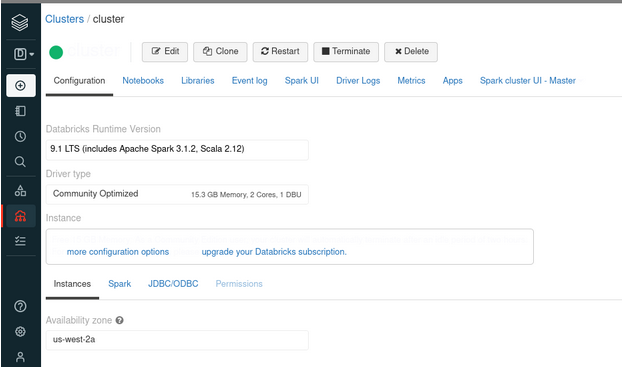 Clusters / cluster
D
cluster
Edit Clone Restart Terminate Delete
Configuration Notebooks Libraries Event log Spark UI Driver Logs Metrics Apps Spark cluster UI - Master
Databricks Runtime Version
9.1 LTS (includes Apache Spark 3.1.2, Scala 2.12)
Driver type
Community Optimized 15.3 GB Memory, 2 Cores, 1 DBU
Instance
more configuration options upgrade your Databricks subscription.
Instances Spark JDBC/ODBC Permissions
Availability zone ?
us-west-2a